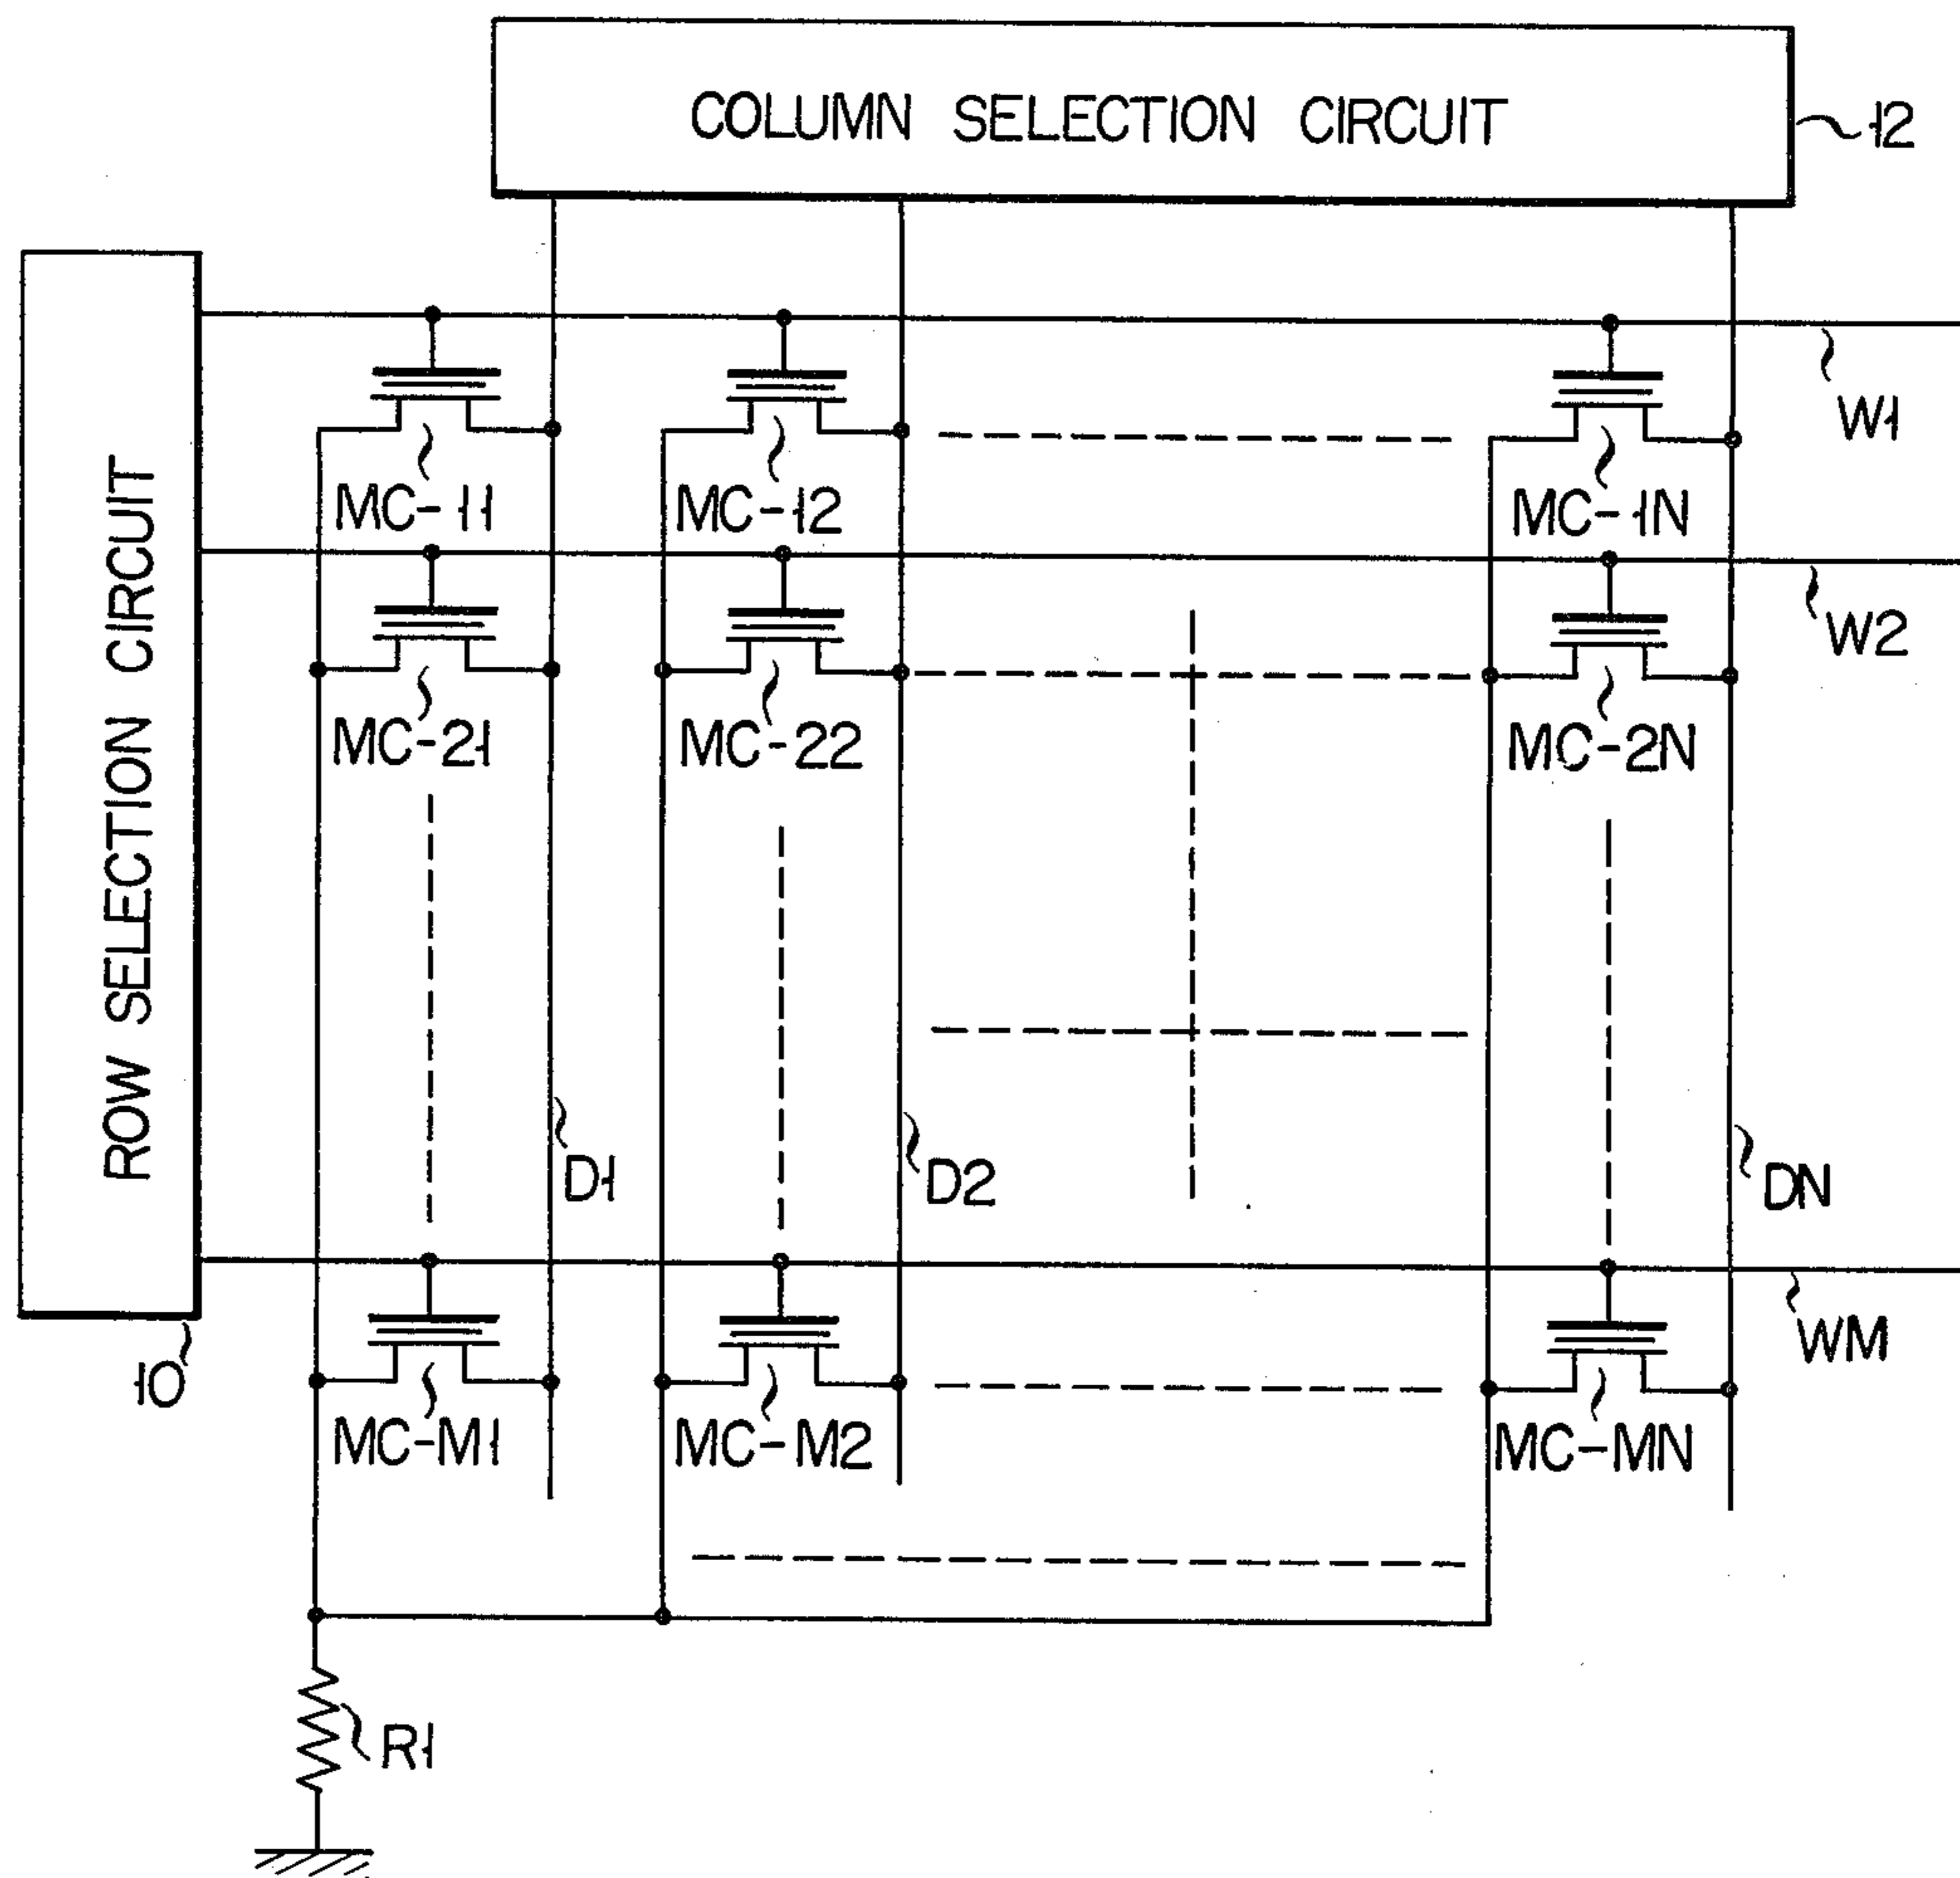 COLUMN SELECTION CIRCUIT
12
ROW SELECTION CIRCUIT
W1
MC-11
MC-12
MC-1N
W2
MC-21
MC-22
MC-2N
D1
D2
DN
10
WM
MC-M1
MC-M2
MC-MN
R1